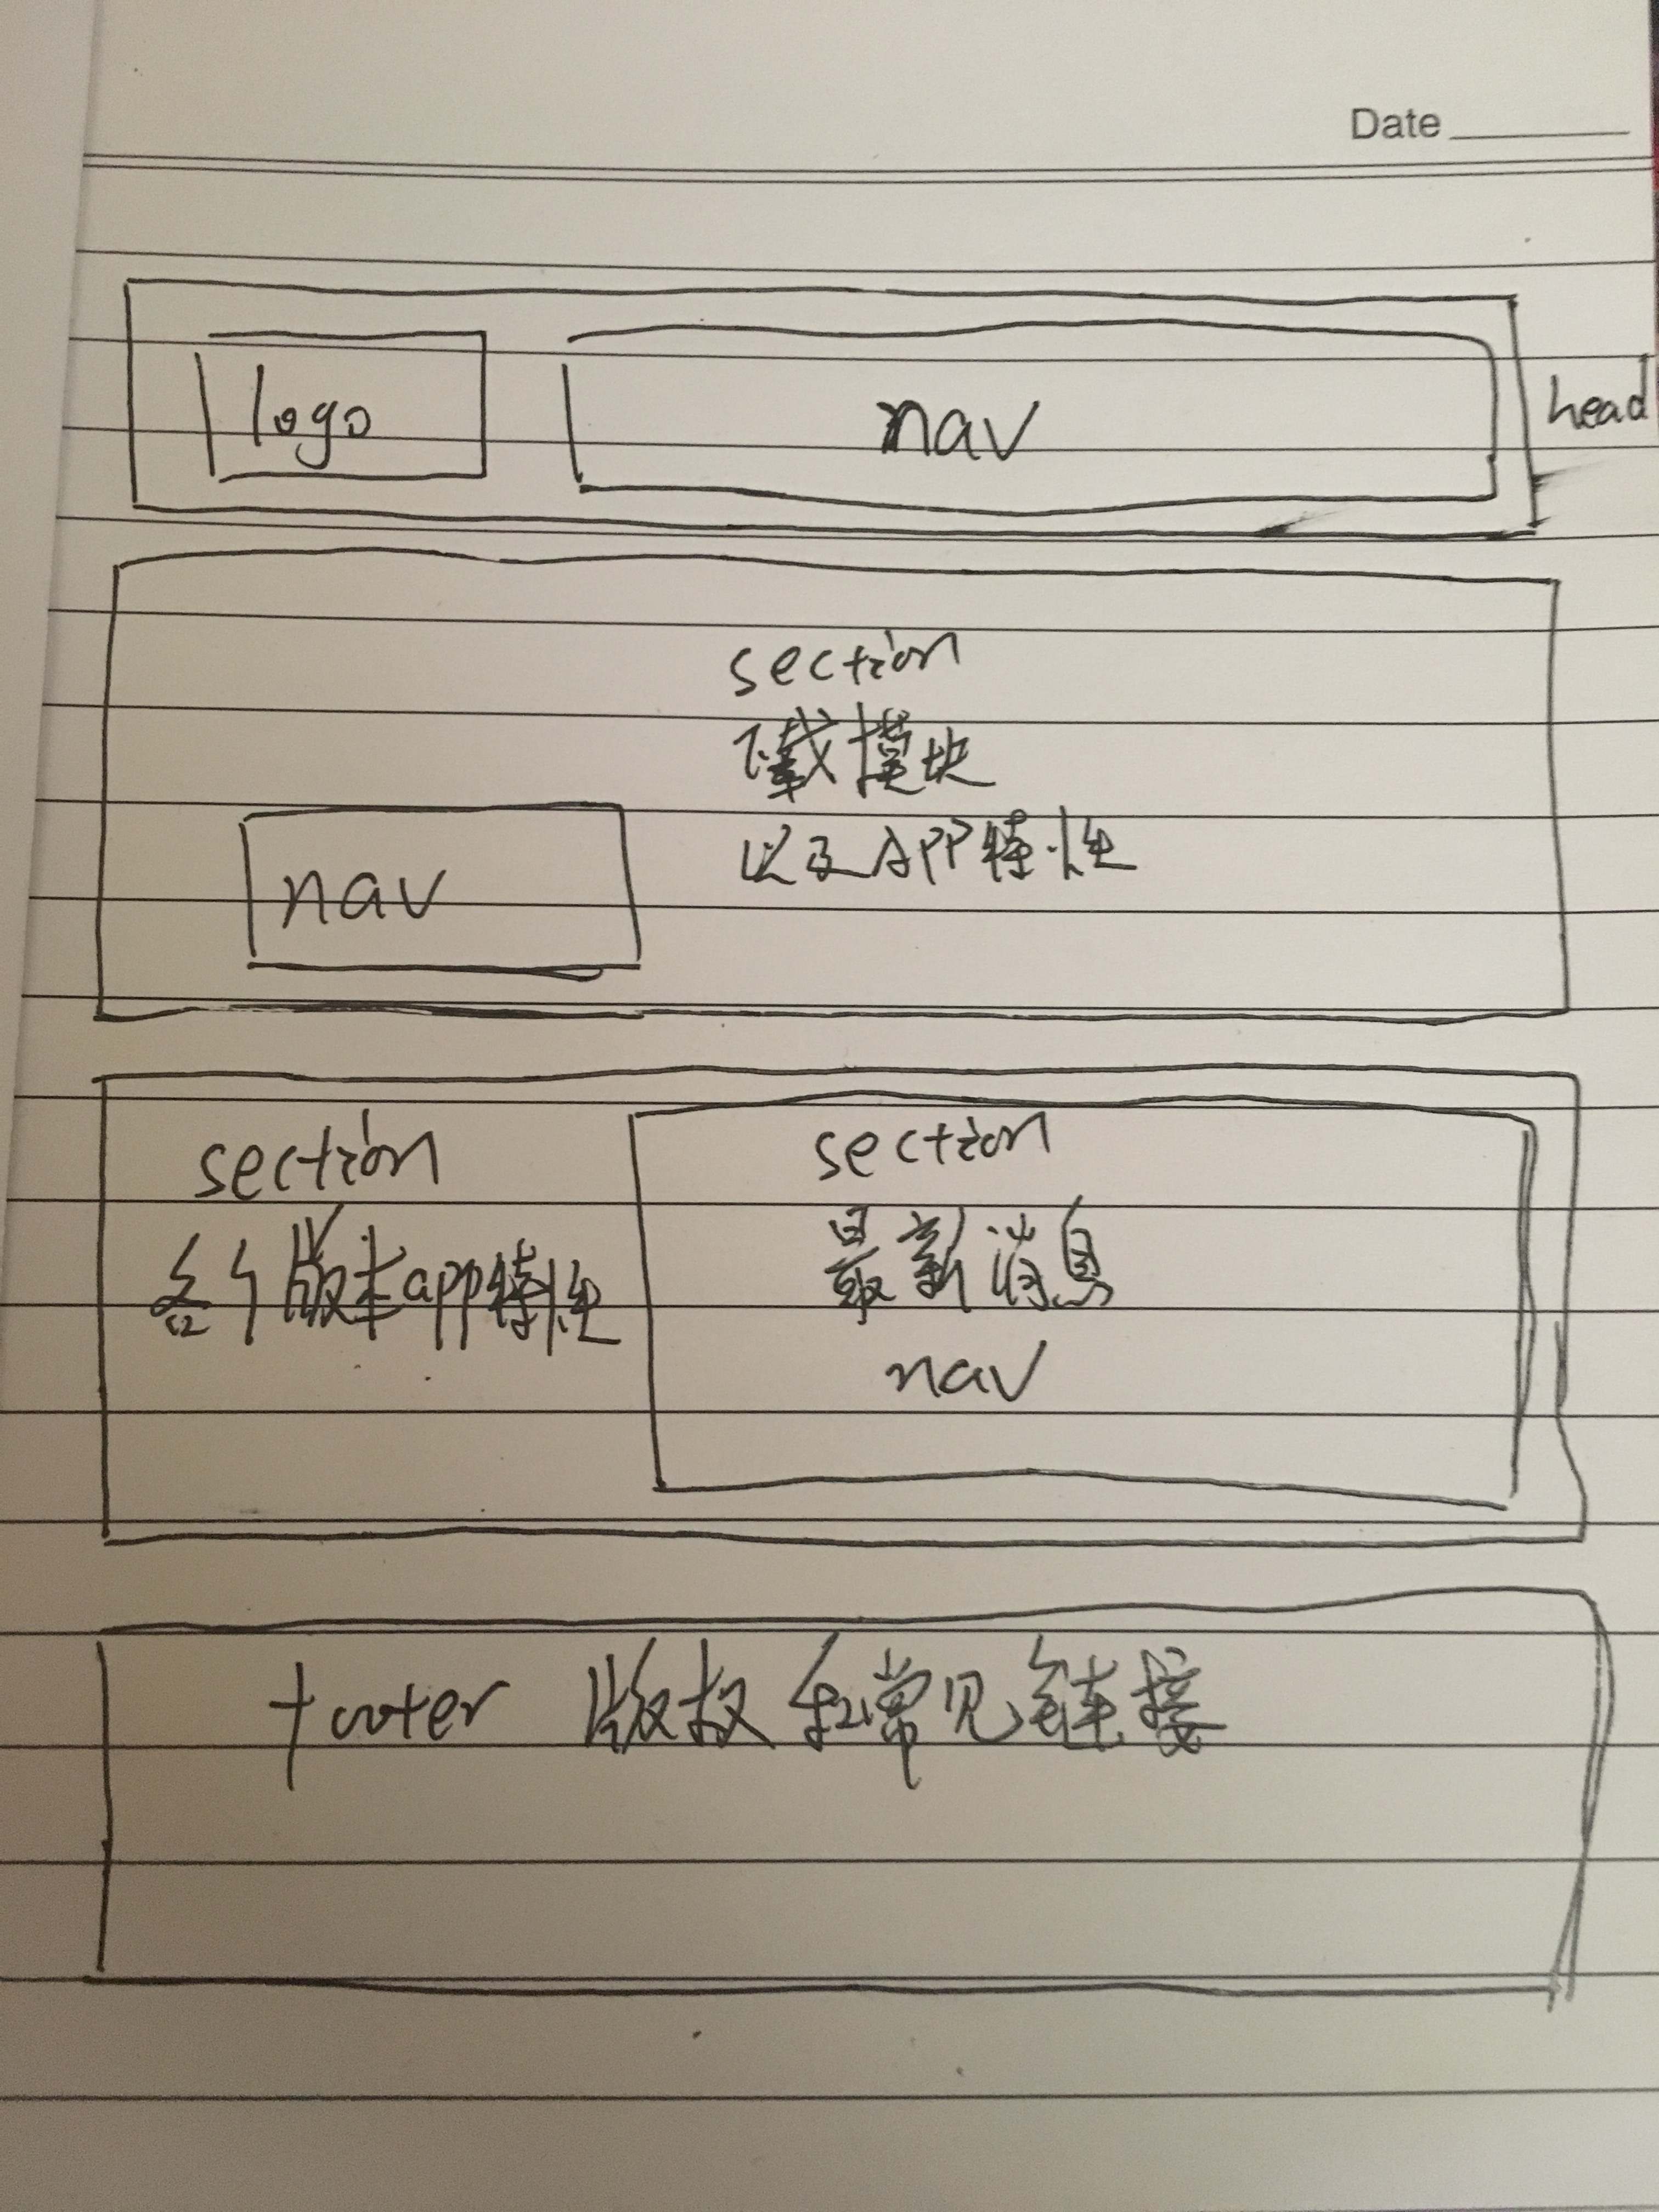 Date
logo
nav
head
section
下载模块
以及APP特性
nav
section
各个版本app特性
section
最新消息
nav
footer 版权和常见链接